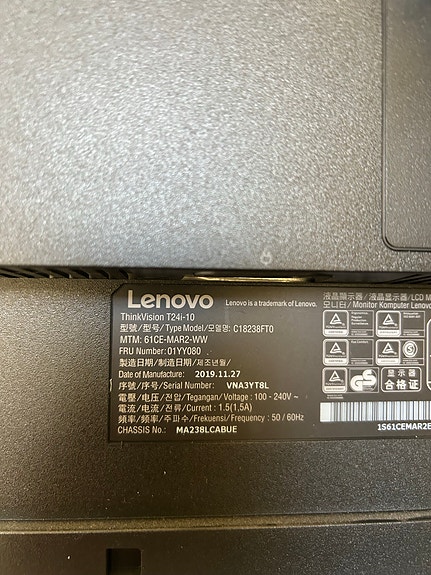 Lenovo
Lenovo is a trademark of Lenovo.
ThinkVision T24i-10
型號/型号/Type Model/모델명: C18238FT0
MTM: 61CE-MAR2-WW
FRU Number: 01YY080
製造日期/制造日期/제조년월/
Date of Manufacture: 2019.11.27
序號/序号/Serial Number: VNA3YT8L
電壓/电压/전압/Tegangan/Voltage: 100 - 240V ⎓
電流/电流/전류/Current: 1.5(1,5A)
頻率/频率/주파수/Frekuensi/Frequency: 50 / 60Hz
CHASSIS No.: MA238LCABUE
液晶顯示器 /液晶显示器/LCD M
모니터/ Monitor Komputer Lenovo
显示器
合格证
1S61CEMAR2